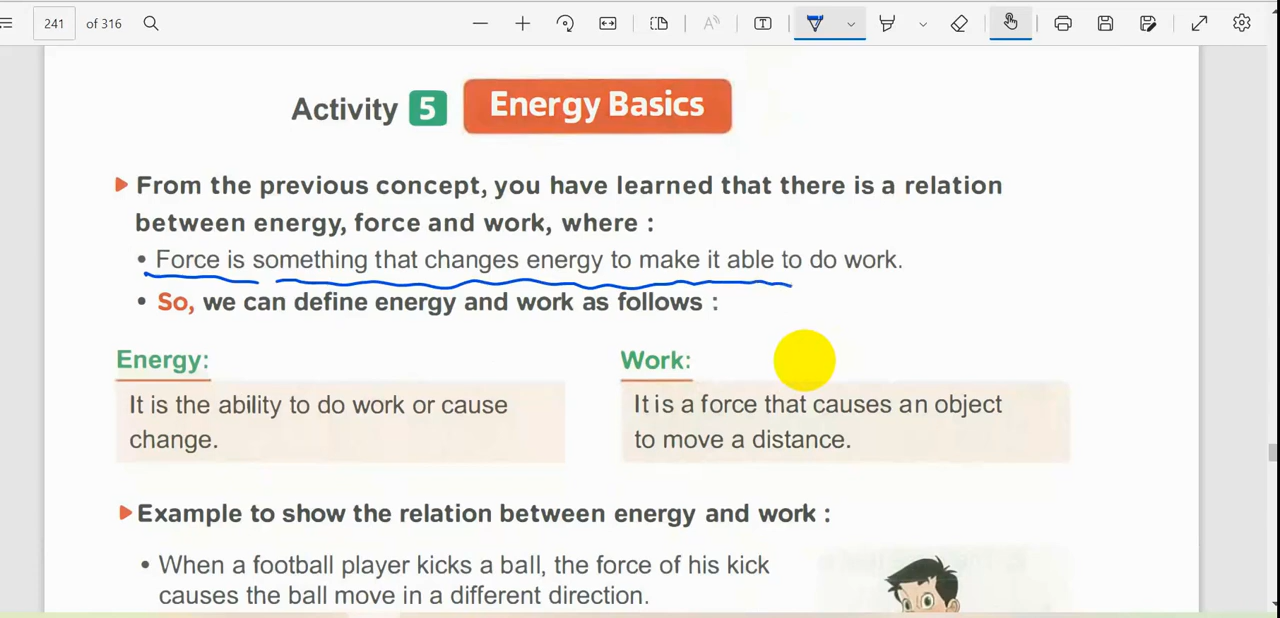 241 of 316
Activity 5 Energy Basics
From the previous concept, you have learned that there is a relation
between energy, force and work, where :
• Force is something that changes energy to make it able to do work.
• So, we can define energy and work as follows :
Energy:
It is the ability to do work or cause
change.
Work:
It is a force that causes an object
to move a distance.
Example to show the relation between energy and work :
• When a football player kicks a ball, the force of his kick
causes the ball move in a different direction.